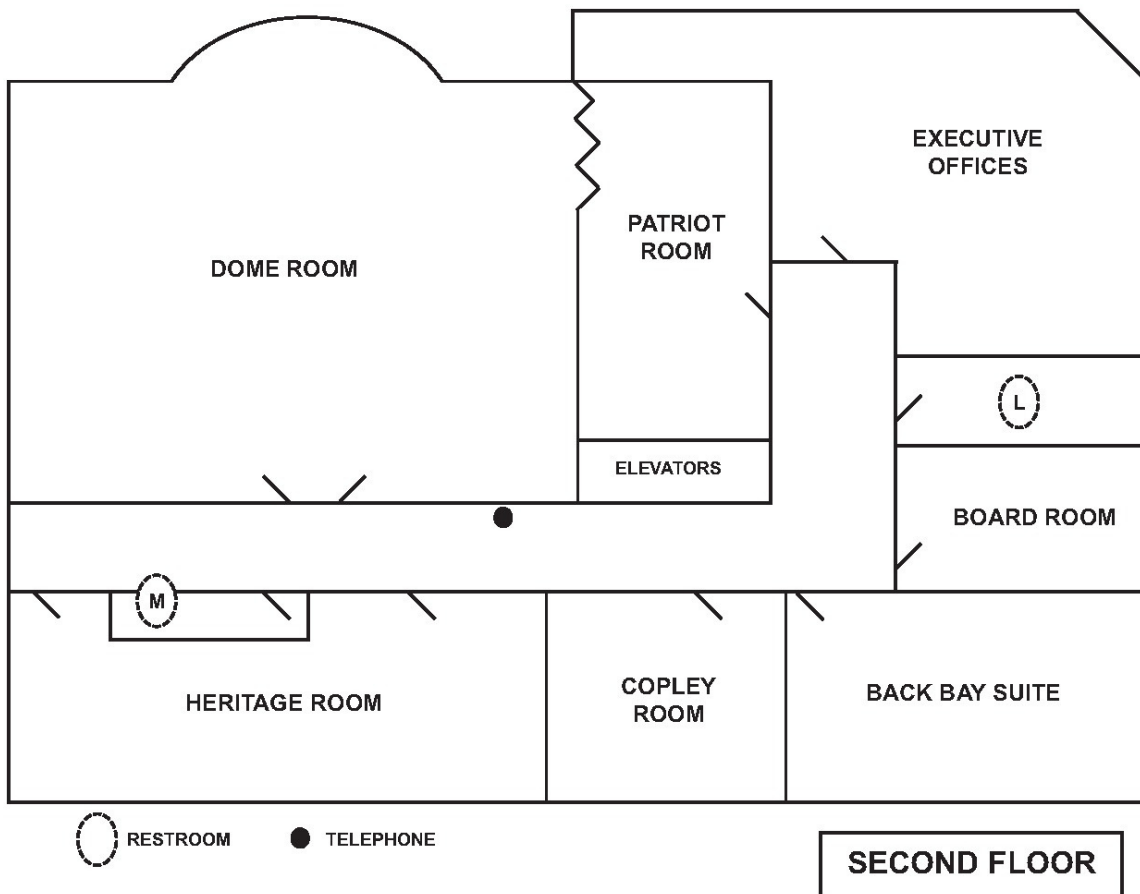 EXECUTIVE
OFFICES
PATRIOT
ROOM
DOME ROOM
L
ELEVATORS
BOARD ROOM
M
HERITAGE ROOM
COPLEY
ROOM
BACK BAY SUITE
RESTROOM
TELEPHONE
SECOND FLOOR